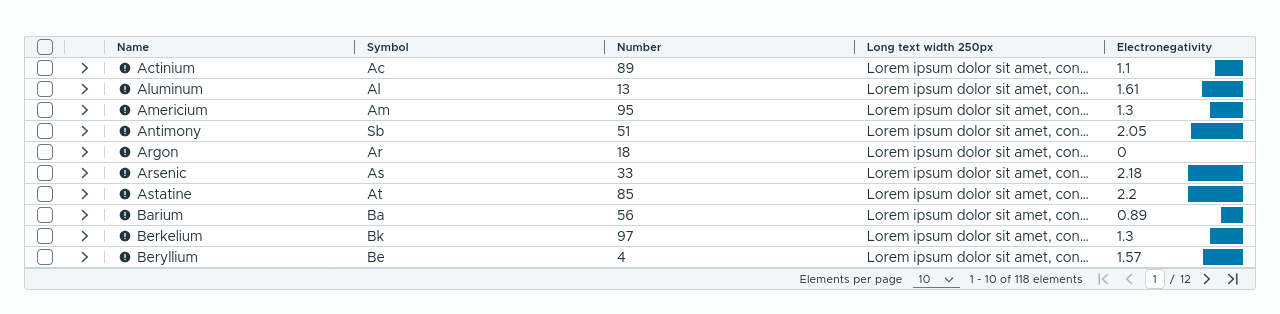 Name Symbol Number Long text width 250px Electronegativity
Actinium Ac 89 Lorem ipsum dolor sit amet, con... 1.1
Aluminum Al 13 Lorem ipsum dolor sit amet, con... 1.61
Americium Am 95 Lorem ipsum dolor sit amet, con... 1.3
Antimony Sb 51 Lorem ipsum dolor sit amet, con... 2.05
Argon Ar 18 Lorem ipsum dolor sit amet, con... 0
Arsenic As 33 Lorem ipsum dolor sit amet, con... 2.18
Astatine At 85 Lorem ipsum dolor sit amet, con... 2.2
Barium Ba 56 Lorem ipsum dolor sit amet, con... 0.89
Berkelium Bk 97 Lorem ipsum dolor sit amet, con... 1.3
Beryllium Be 4 Lorem ipsum dolor sit amet, con... 1.57
Elements per page 10 1 - 10 of 118 elements 1 / 12